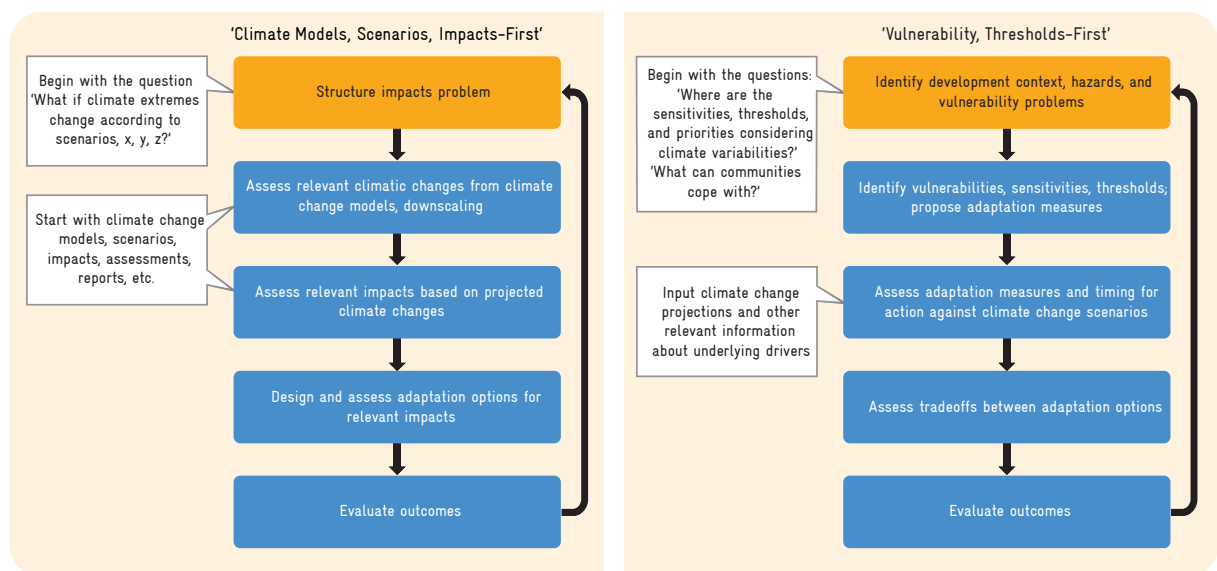 'Climate Models, Scenarios, Impacts-First'
Begin with the question
'What if climate extremes
change according to
scenarios, x, y, z?'
Structure impacts problem
Assess relevant climatic changes from climate
change models, downscaling
Start with climate change
models, scenarios,
impacts, assessments,
reports, etc.
Assess relevant impacts based on projected
climate changes
Design and assess adaptation options for
relevant impacts
Evaluate outcomes
'Vulnerability, Thresholds-First'
Begin with the questions:
'Where are the
sensitivities, thresholds,
and priorities considering
climate variabilities?'
'What can communities
cope with?'
Identify development context, hazards, and
vulnerability problems
Identify vulnerabilities, sensitivities, thresholds;
propose adaptation measures
Input climate change
projections and other
relevant information
about underlying drivers
Assess adaptation measures and timing for
action against climate change scenarios
Assess tradeoffs between adaptation options
Evaluate outcomes